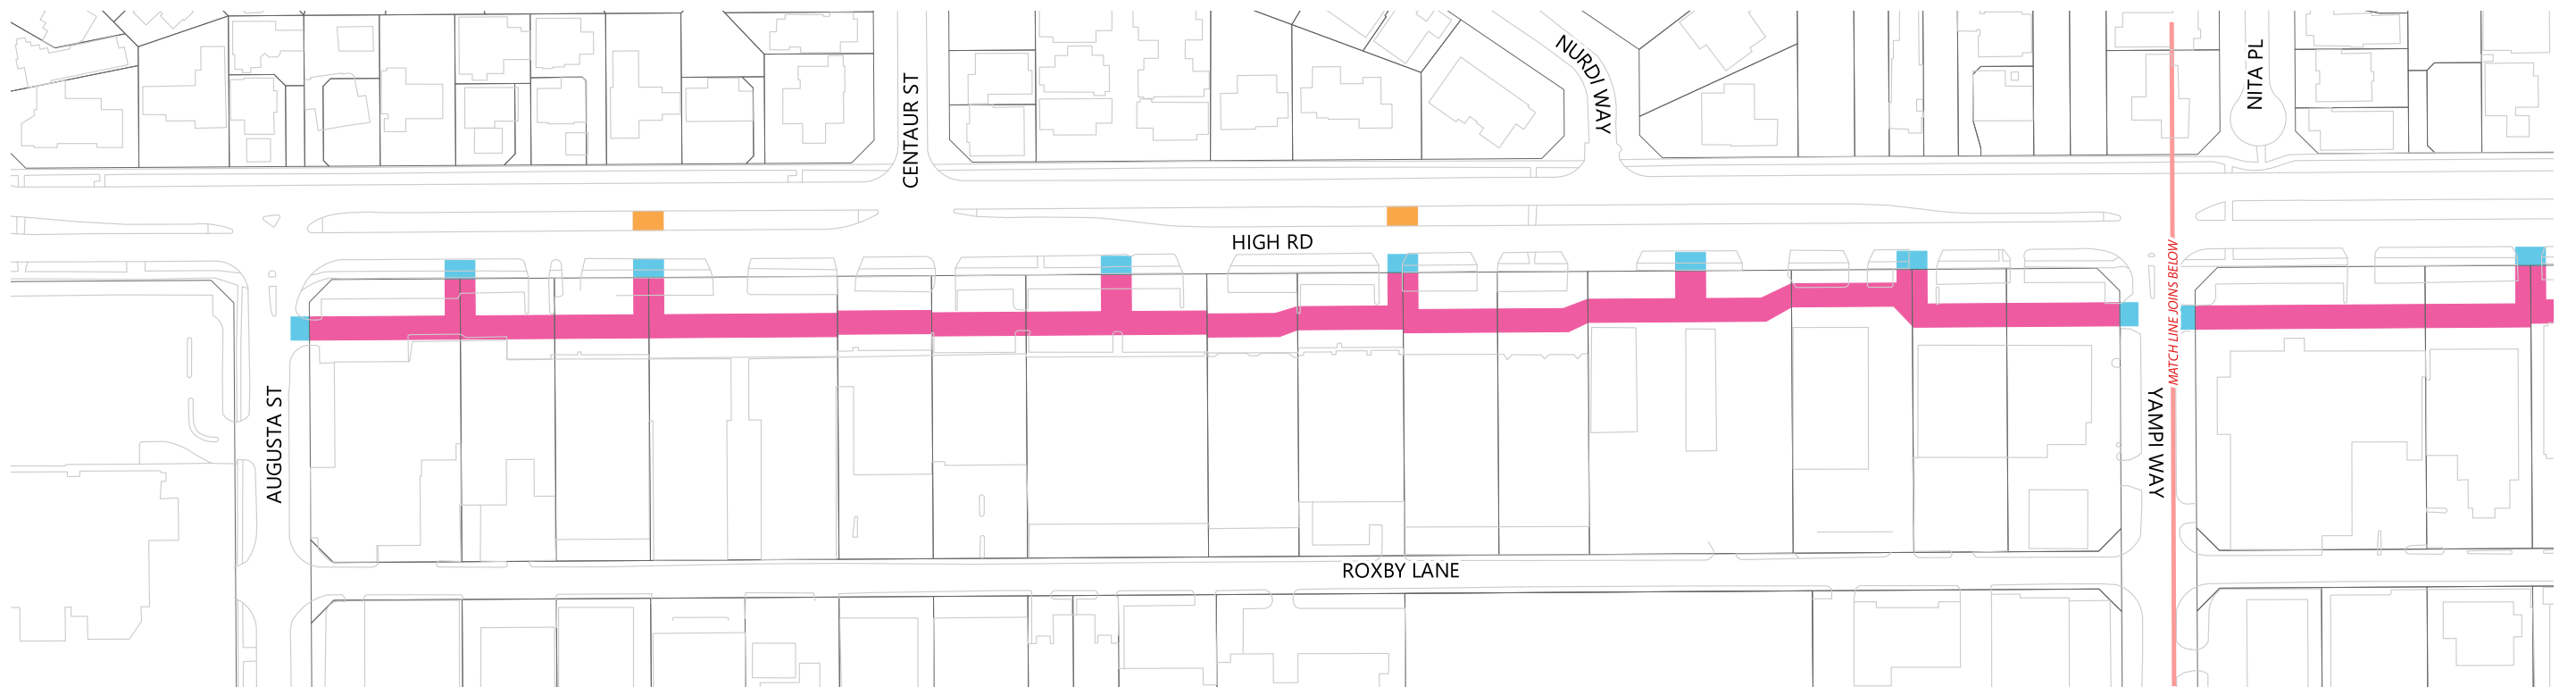 NURDI WAY
NITA PL
CENTAUR ST
HIGH RD
MATCH LINE JOINS BELOW
AUGUSTA ST
YAMPI WAY
ROXBY LANE